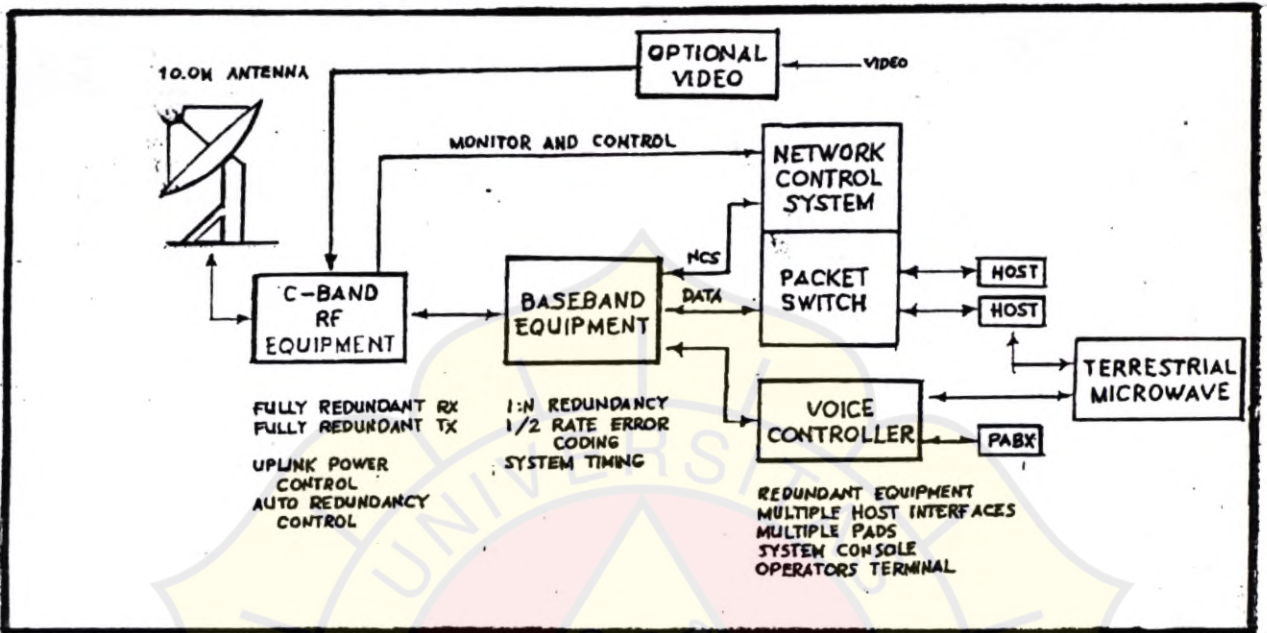 OPTIONAL
VIDEO
VIDEO
10.0M ANTENNA
MONITOR AND CONTROL
NETWORK
CONTROL
SYSTEM
NCS
DATA
PACKET
SWITCH
HOST
HOST
C-BAND
RF
EQUIPMENT
BASEBAND
EQUIPMENT
TERRESTRIAL
MICROWAVE
VOICE
CONTROLLER
PABX
FULLY REDUNDANT RX
FULLY REDUNDANT TX
UPLINK POWER
CONTROL
AUTO REDUNDANCY
CONTROL
1:N REDUNDANCY
1/2 RATE ERROR
CODING
SYSTEM TIMING
REDUNDANT EQUIPMENT
MULTIPLE HOST INTERFACES
MULTIPLE PADS
SYSTEM CONSOLE
OPERATORS TERMINAL
UNIVERSITA